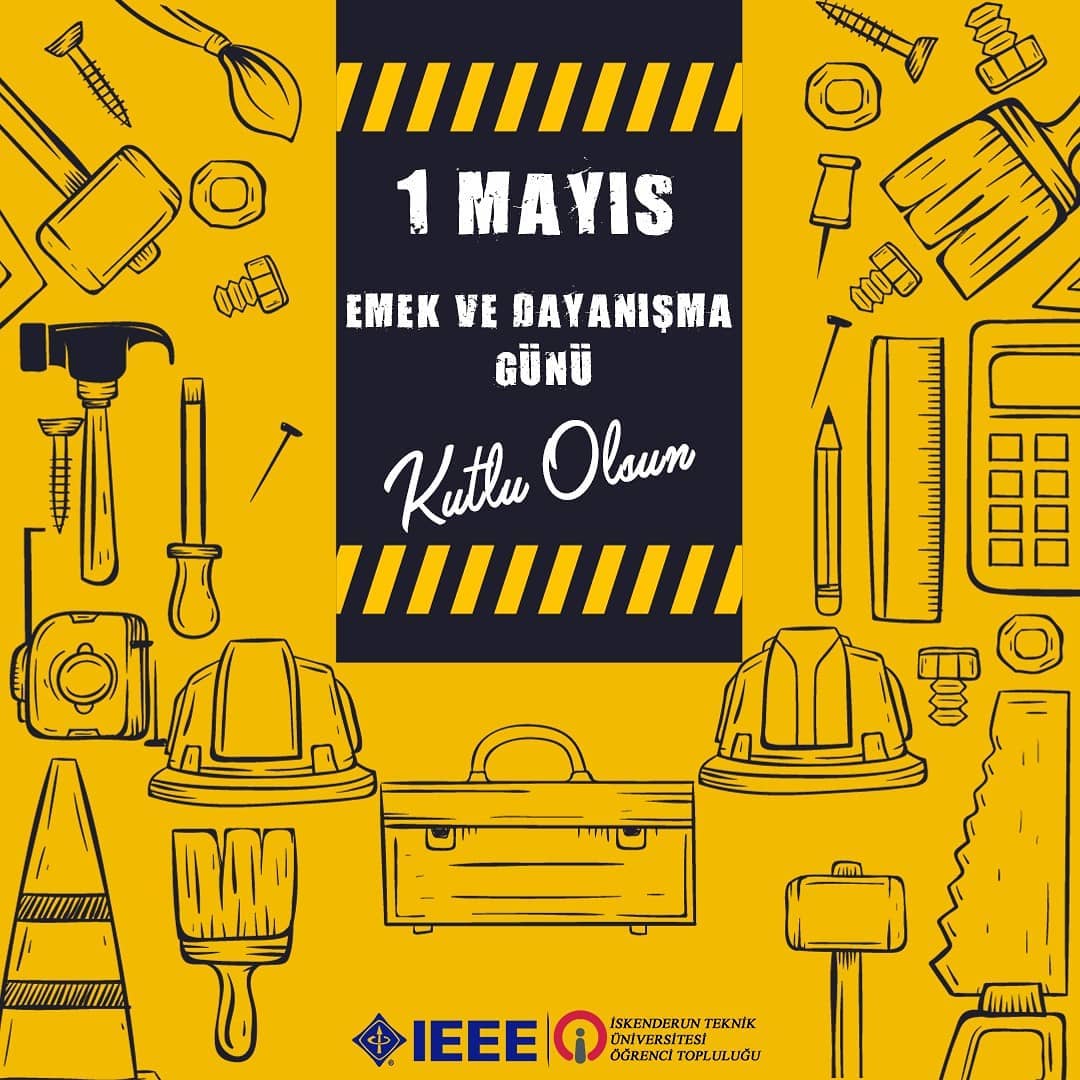 1 MAYIS
EMEK VE DAYANIŞMA
GÜNÜ
Kutlu Olsun
IEEE
İSKENDERUN TEKNİK
ÜNİVERSİTESİ
ÖĞRENCİ TOPLULUĞU